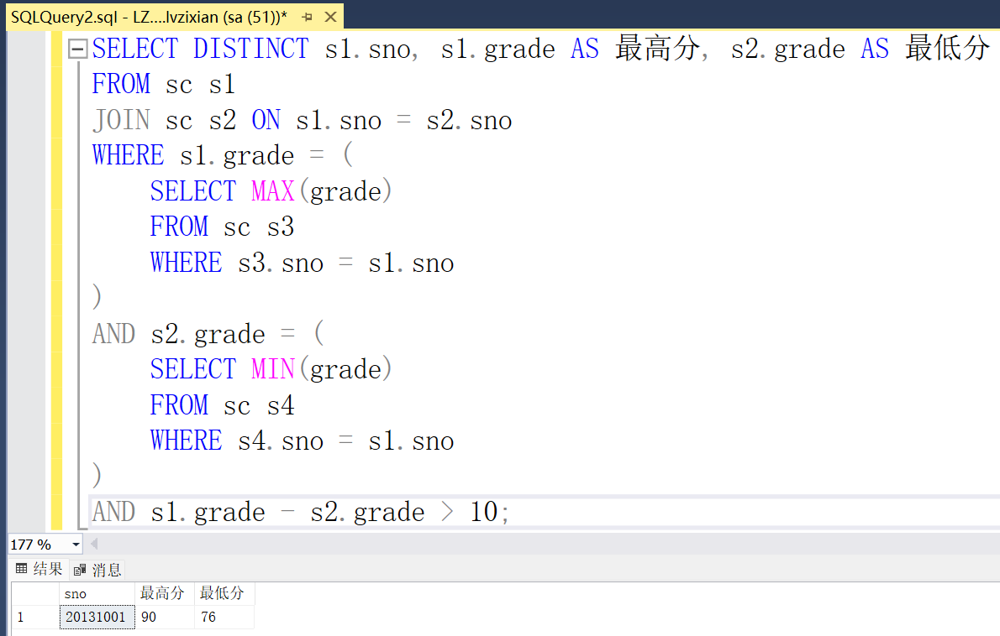 SQLQuery2.sql - LZ....lvzixian (sa (51))*
SELECT DISTINCT s1.sno, s1.grade AS 最高分, s2.grade AS 最低分
FROM sc s1
JOIN sc s2 ON s1.sno = s2.sno
WHERE s1.grade = (
SELECT MAX(grade)
FROM sc s3
WHERE s3.sno = s1.sno
)
AND s2.grade = (
SELECT MIN(grade)
FROM sc s4
WHERE s4.sno = s1.sno
)
AND s1.grade - s2.grade > 10;
177 %
结果 消息
sno 最高分 最低分
1 20131001 90 76